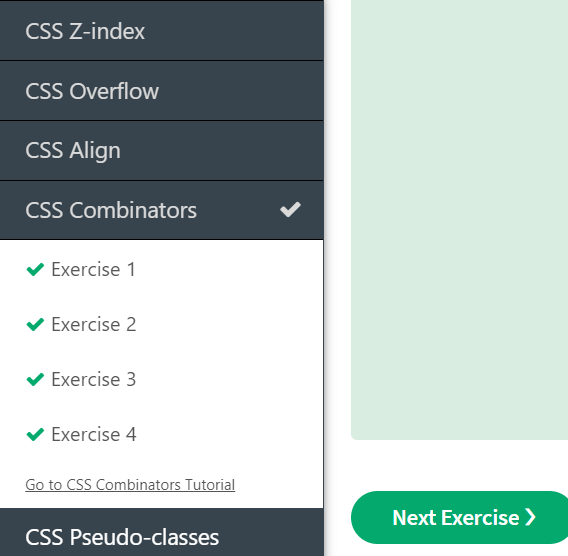 CSS Z-index
CSS Overflow
CSS Align
CSS Combinators
Exercise 1
Exercise 2
Exercise 3
Exercise 4
Go to CSS Combinators Tutorial
CSS Pseudo-classes
Next Exercise ❯